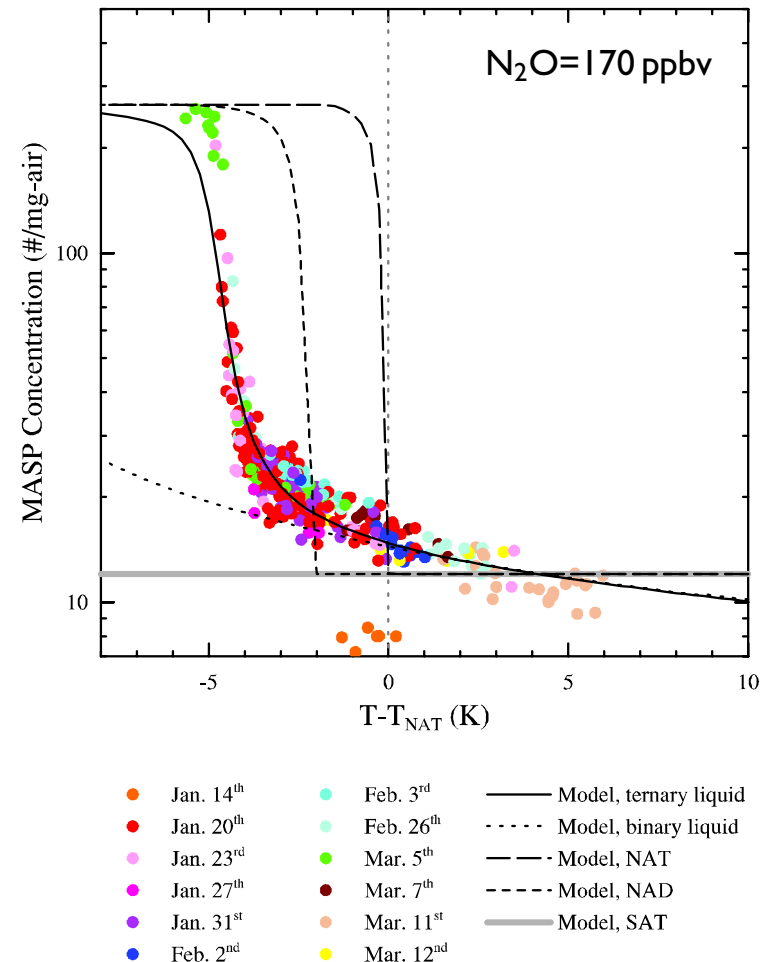 N₂O=170 ppbv
200
100
10
MASP Concentration (#/mg-air)
-5
0
5
10
T-T_NAT (K)
Jan. 14th
Jan. 20th
Jan. 23rd
Jan. 27th
Jan. 31st
Feb. 2nd
Feb. 3rd
Feb. 26th
Mar. 5th
Mar. 7th
Mar. 11st
Mar. 12nd
Model, ternary liquid
Model, binary liquid
Model, NAT
Model, NAD
Model, SAT